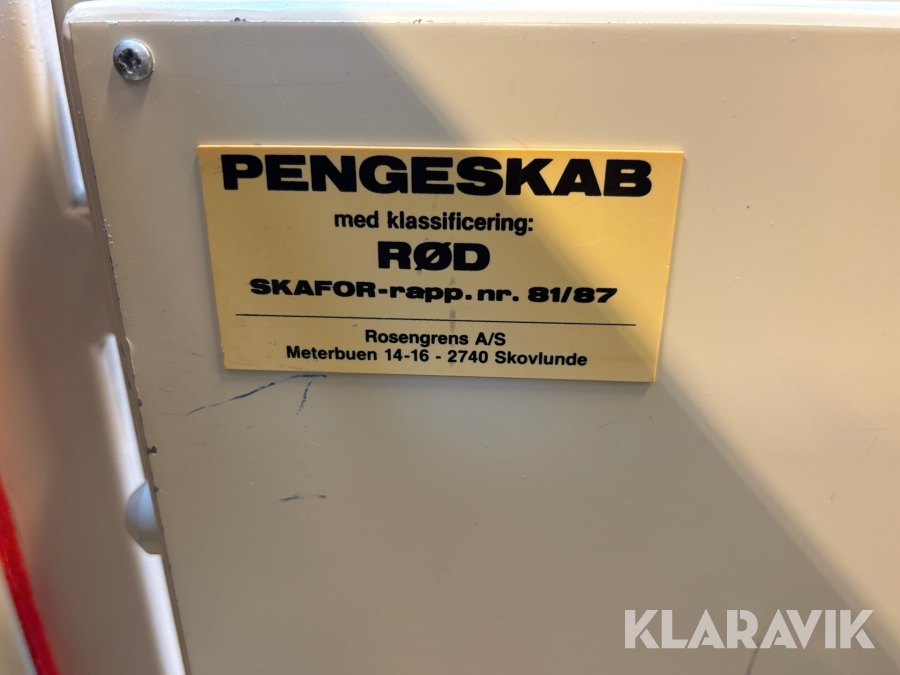 PENGESKAB
med klassificering:
RØD
SKAFOR-rapp.nr. 81/87
Rosengrens A/S
Meterbuen 14-16 - 2740 Skovlunde
KLARAVIK